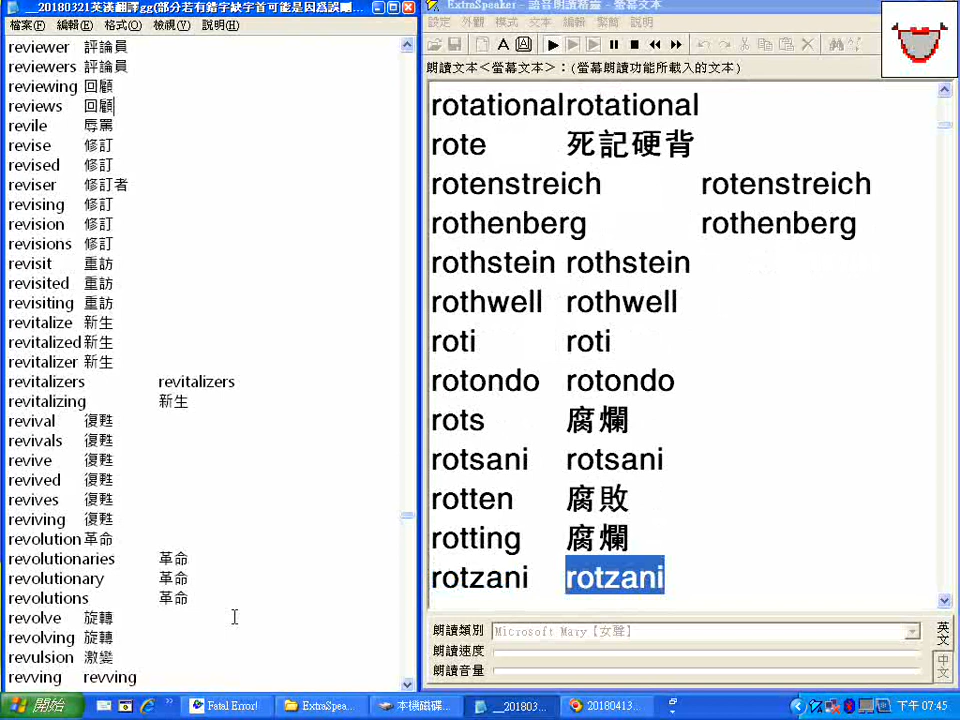 __20180321英漢翻譯gg(部分若有錯字缺字首可能是因爲誤刪...
檔案(F) 編輯(E) 格式(O) 檢視(V) 說明(H)
reviewer 評論員
reviewers 評論員
reviewing 回顧
reviews 回顧
revile 辱罵
revise 修訂
revised 修訂
reviser 修訂者
revising 修訂
revision 修訂
revisions 修訂
revisit 重訪
revisited 重訪
revisiting 重訪
revitalize 新生
revitalized 新生
revitalizer 新生
revitalizers revitalizers
revitalizing 新生
revival 復甦
revivals 復甦
revive 復甦
revived 復甦
revives 復甦
reviving 復甦
revolution 革命
revolutionaries 革命
revolutionary 革命
revolutions 革命
revolve 旋轉
revolving 旋轉
revulsion 激變
revving revving
ExtraSpeaker - 語音朗讀精靈 - 螢幕文本
設定 外觀 模式 文本 編輯 繁簡 說明
朗讀文本<螢幕文本>：(螢幕朗讀功能所載入的文本)
rotational rotational
rote 死記硬背
rotenstreich rotenstreich
rothenberg rothenberg
rothstein rothstein
rothwell rothwell
roti roti
rotondo rotondo
rots 腐爛
rotsani rotsani
rotten 腐敗
rotting 腐爛
rotzani rotzani
朗讀類別 Microsoft Mary【女聲】
朗讀速度
朗讀音量
英文
中文
開始 Fatal Error! ExtraSpea... 本機磁碟... __201803... 20180413... 下午 07:45